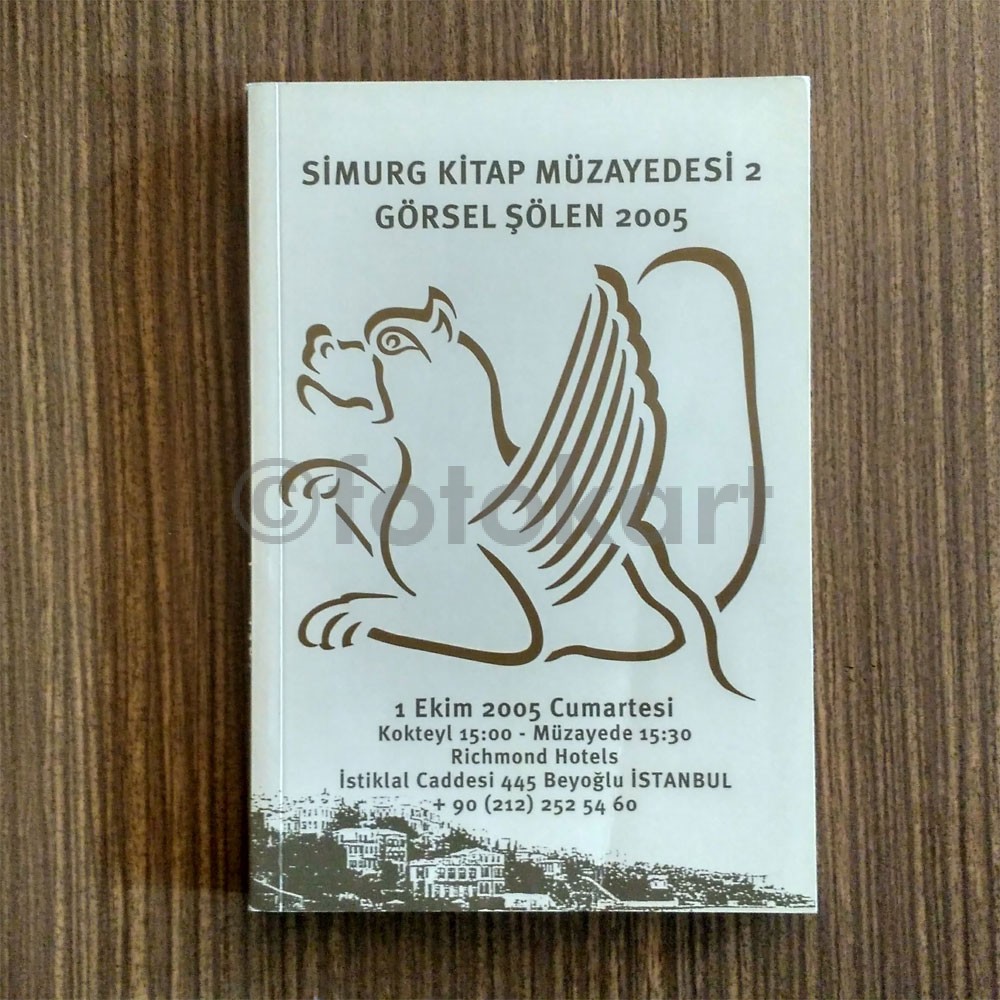 SİMURG KİTAP MÜZAYEDESİ 2
GÖRSEL ŞÖLEN 2005
©fotokart
1 Ekim 2005 Cumartesi
Kokteyl 15:00 - Müzayede 15:30
Richmond Hotels
İstiklal Caddesi 445 Beyoğlu İSTANBUL
+ 90 (212) 252 54 60